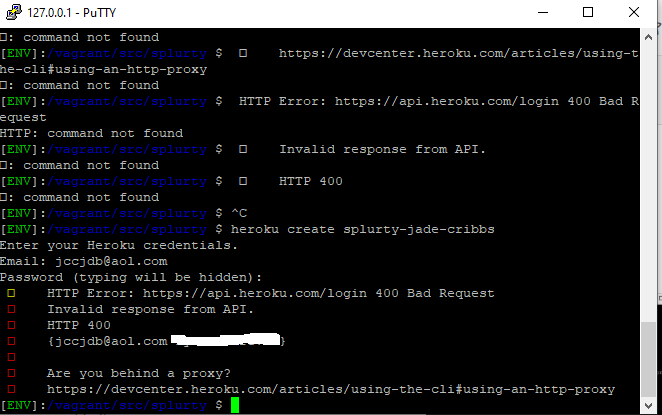 127.0.0.1 - PuTTY
□: command not found
[ENV]:/vagrant/src/splurty $  □    https://devcenter.heroku.com/articles/using-t
he-cli#using-an-http-proxy
□: command not found
[ENV]:/vagrant/src/splurty $  HTTP Error: https://api.heroku.com/login 400 Bad R
equest
HTTP: command not found
[ENV]:/vagrant/src/splurty $  □    Invalid response from API.
□: command not found
[ENV]:/vagrant/src/splurty $  □    HTTP 400
□: command not found
[ENV]:/vagrant/src/splurty $ ^C
[ENV]:/vagrant/src/splurty $ heroku create splurty-jade-cribbs
Enter your Heroku credentials.
Email: jccjdb@aol.com
Password (typing will be hidden):
□    HTTP Error: https://api.heroku.com/login 400 Bad Request
□    Invalid response from API.
□    HTTP 400
□    {jccjdb@aol.com }
□
□    Are you behind a proxy?
□    https://devcenter.heroku.com/articles/using-the-cli#using-an-http-proxy
[ENV]:/vagrant/src/splurty $